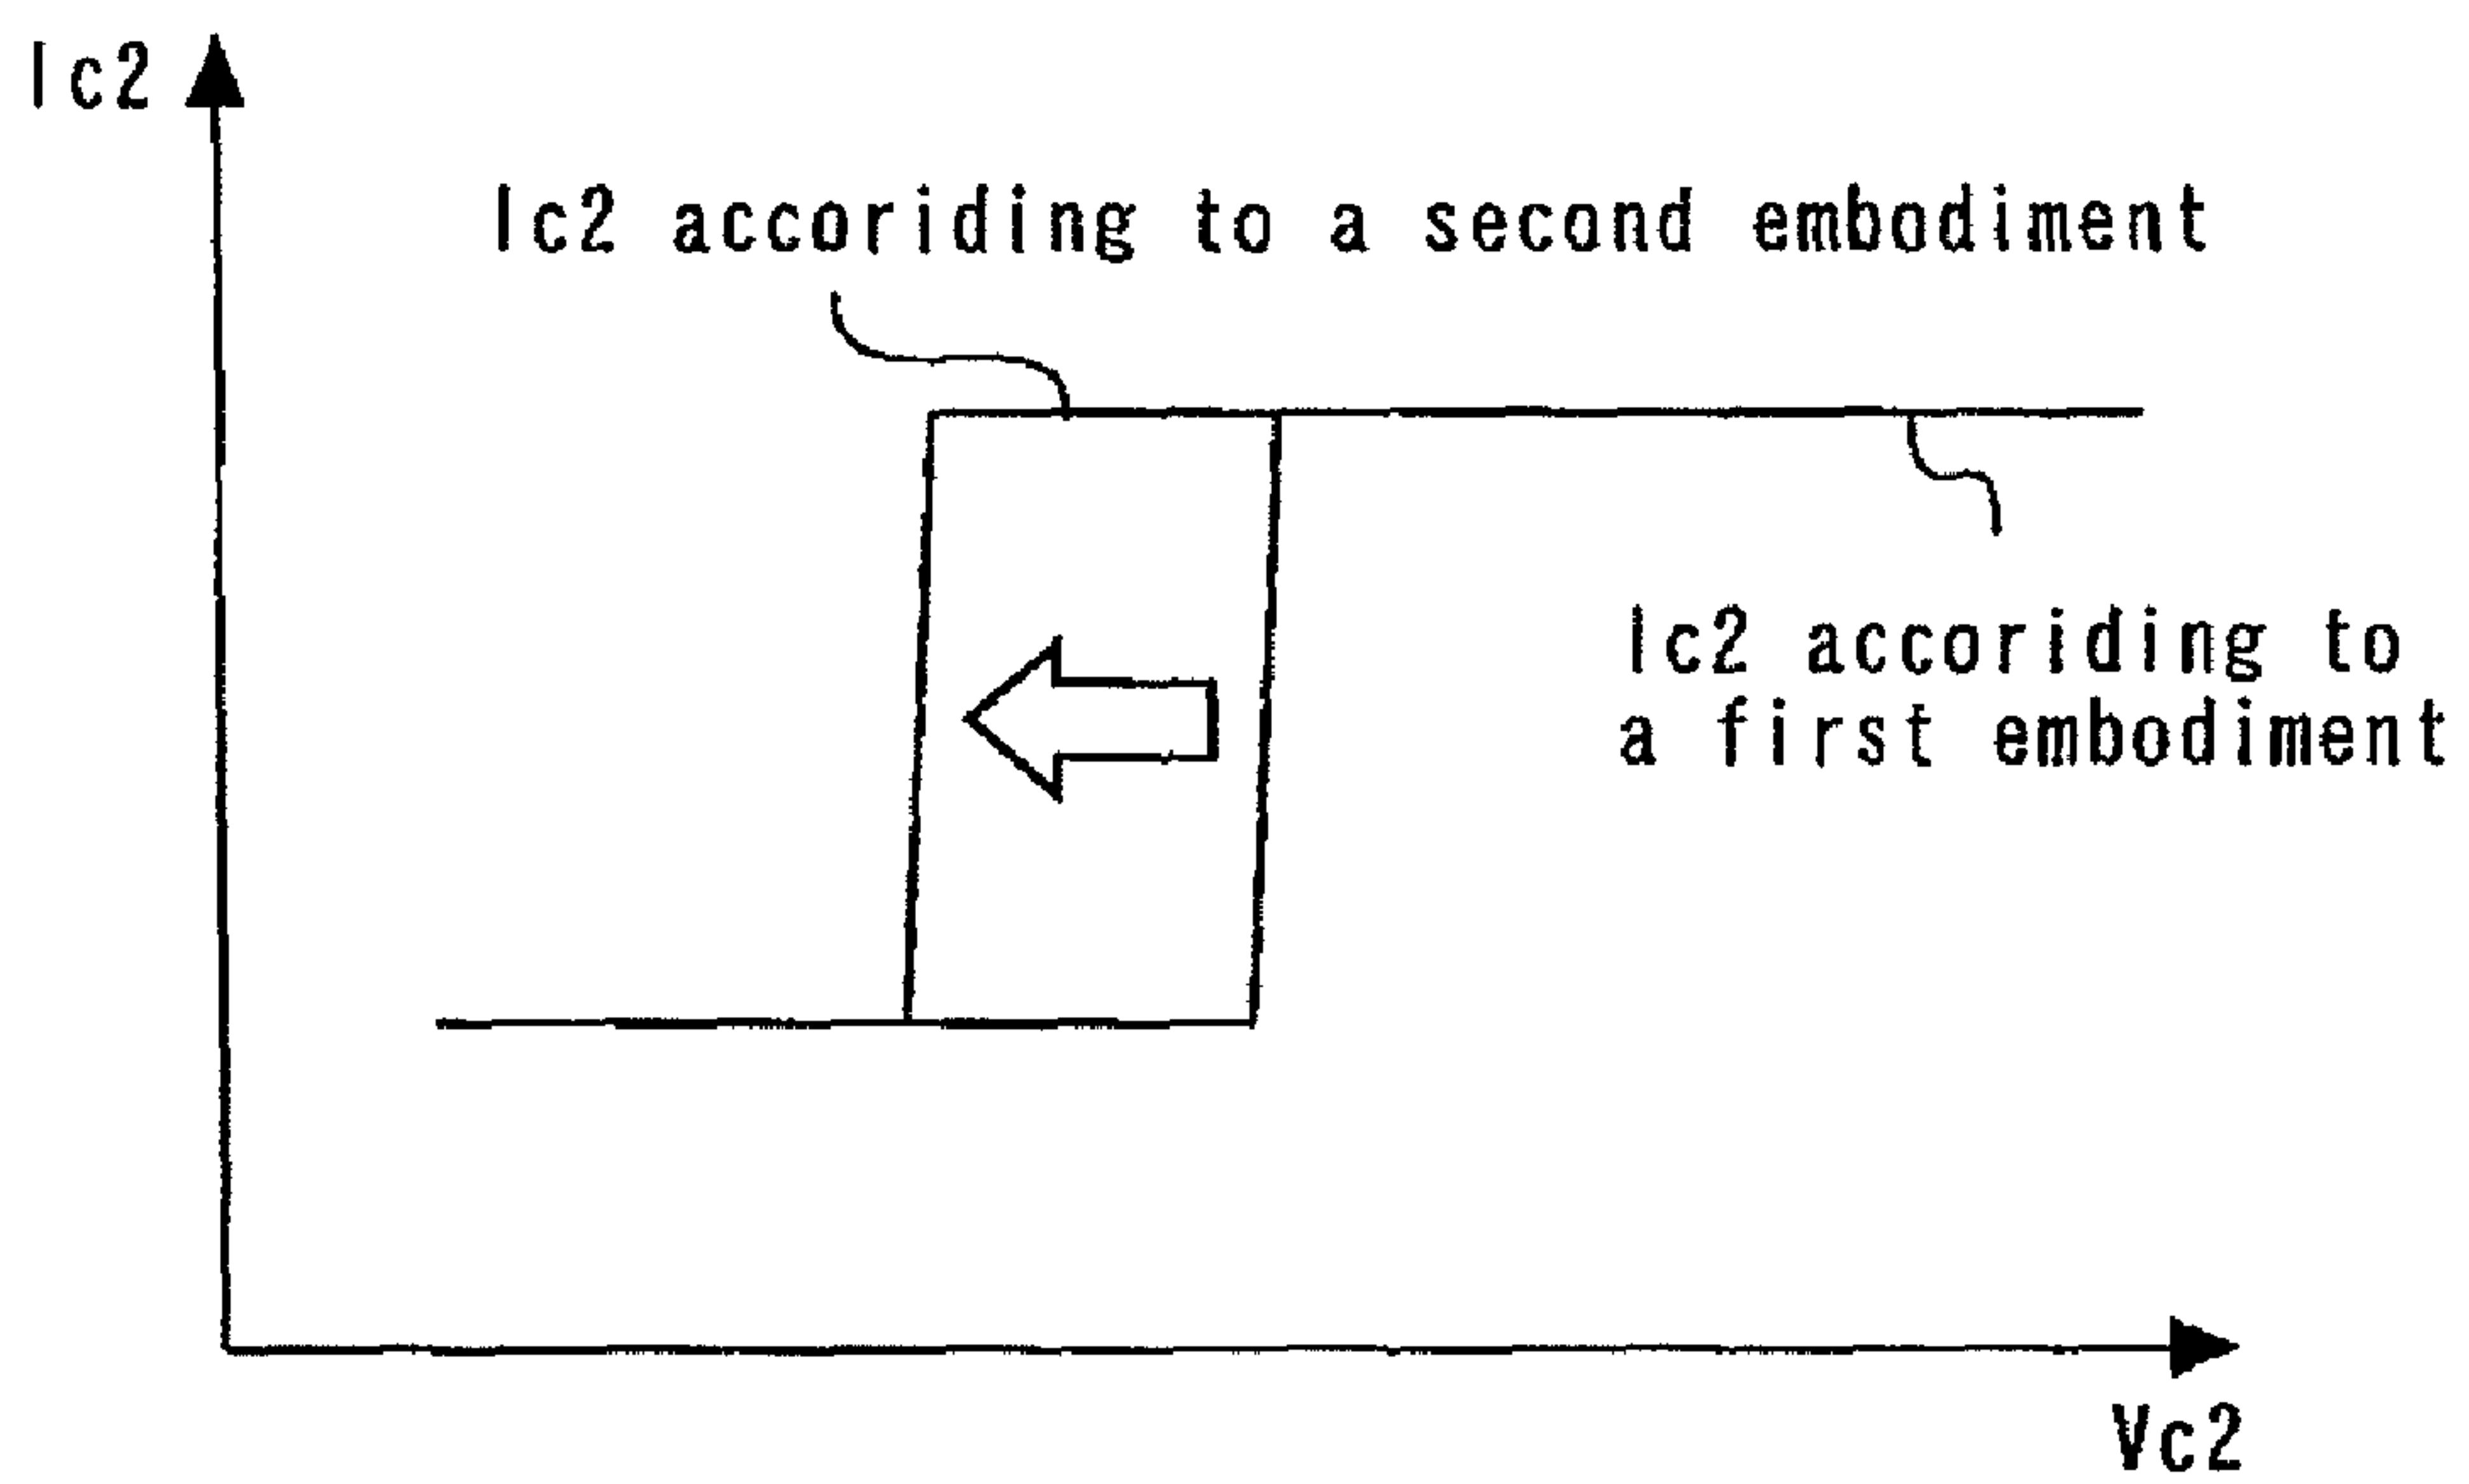 Ic2
Ic2 accoriding to a second embodiment
Ic2 accoriding to
a first embodiment
Vc2